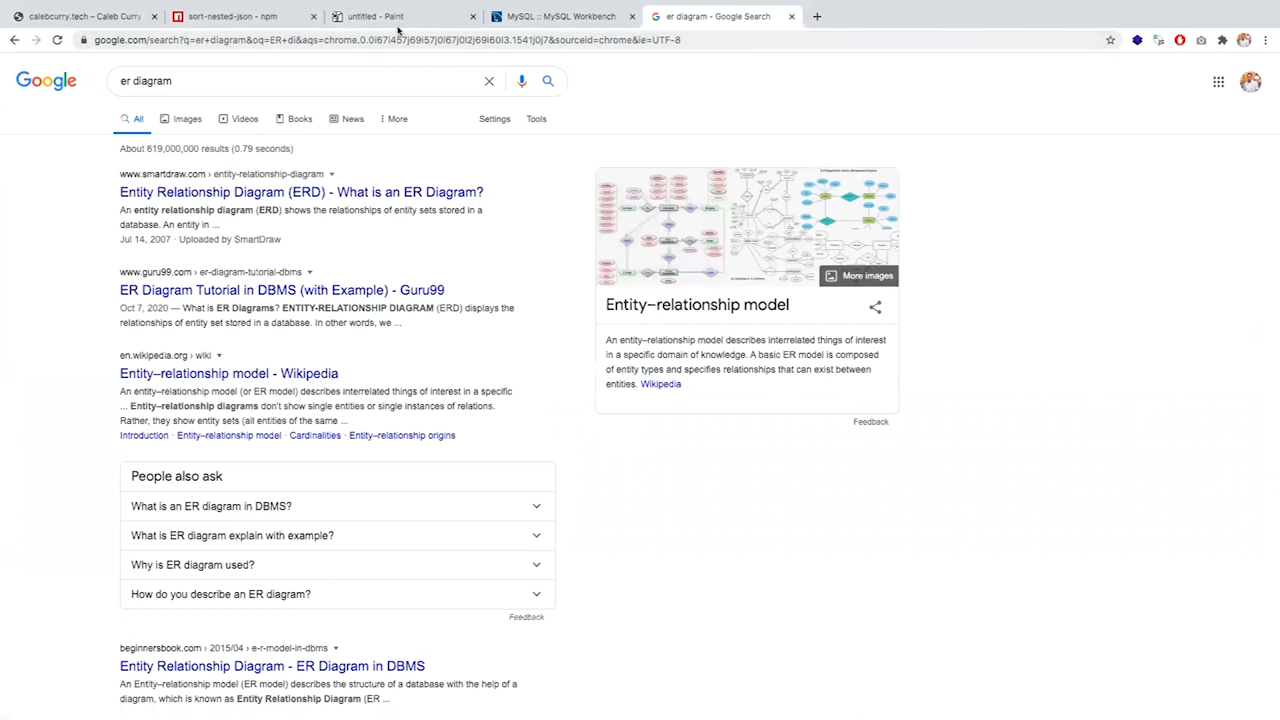 calebcurry.tech – Caleb Curry
sort-nested-json - npm
untitled - Paint
MySQL :: MySQL Workbench
er diagram - Google Search
google.com/search?q=er+diagram&oq=ER+di&aqs=chrome.0.0i67i457j69i57j0l67j0l2j69i60l3.1541j0j7&sourceid=chrome&ie=UTF-8
Google
er diagram
All
Images
Videos
Books
News
More
Settings
Tools
About 619,000,000 results (0.79 seconds)
www.smartdraw.com › entity-relationship-diagram
Entity Relationship Diagram (ERD) - What is an ER Diagram?
An entity relationship diagram (ERD) shows the relationships of entity sets stored in a
database. An entity in ...
Jul 14, 2007 · Uploaded by SmartDraw
www.guru99.com › er-diagram-tutorial-dbms
ER Diagram Tutorial in DBMS (with Example) - Guru99
Oct 7, 2020 — What is ER Diagrams? ENTITY-RELATIONSHIP DIAGRAM (ERD) displays the
relationships of entity set stored in a database. In other words, we ...
en.wikipedia.org › wiki
Entity–relationship model - Wikipedia
An entity–relationship model (or ER model) describes interrelated things of interest in a specific
... Entity–relationship diagrams don't show single entities or single instances of relations.
Rather, they show entity sets (all entities of the same ...
Introduction · Entity–relationship model · Cardinalities · Entity–relationship origins
People also ask
What is an ER diagram in DBMS?
What is ER diagram explain with example?
Why is ER diagram used?
How do you describe an ER diagram?
Feedback
beginnersbook.com › 2015/04 › e-r-model-in-dbms
Entity Relationship Diagram - ER Diagram in DBMS
An Entity–relationship model (ER model) describes the structure of a database with the help of a
diagram, which is known as Entity Relationship Diagram (ER ...
More images
Entity–relationship model
An entity–relationship model describes interrelated things of interest
in a specific domain of knowledge. A basic ER model is composed
of entity types and specifies relationships that can exist between
entities. Wikipedia
Feedback